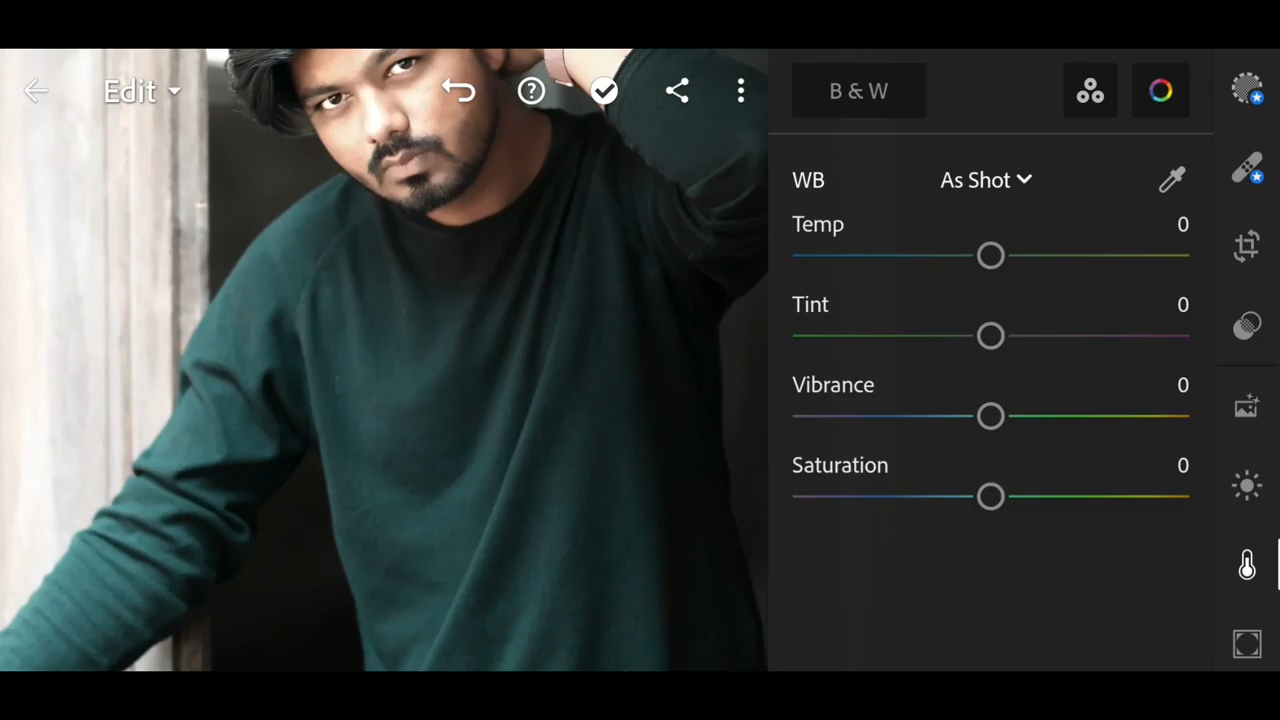 Edit
B & W
WB As Shot
Temp 0
Tint 0
Vibrance 0
Saturation 0